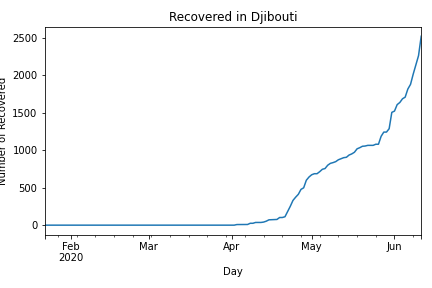 Recovered in Djibouti
Number of Recovered
2500
2000
1500
1000
500
0
Feb
2020
Mar
Apr
May
Jun
Day